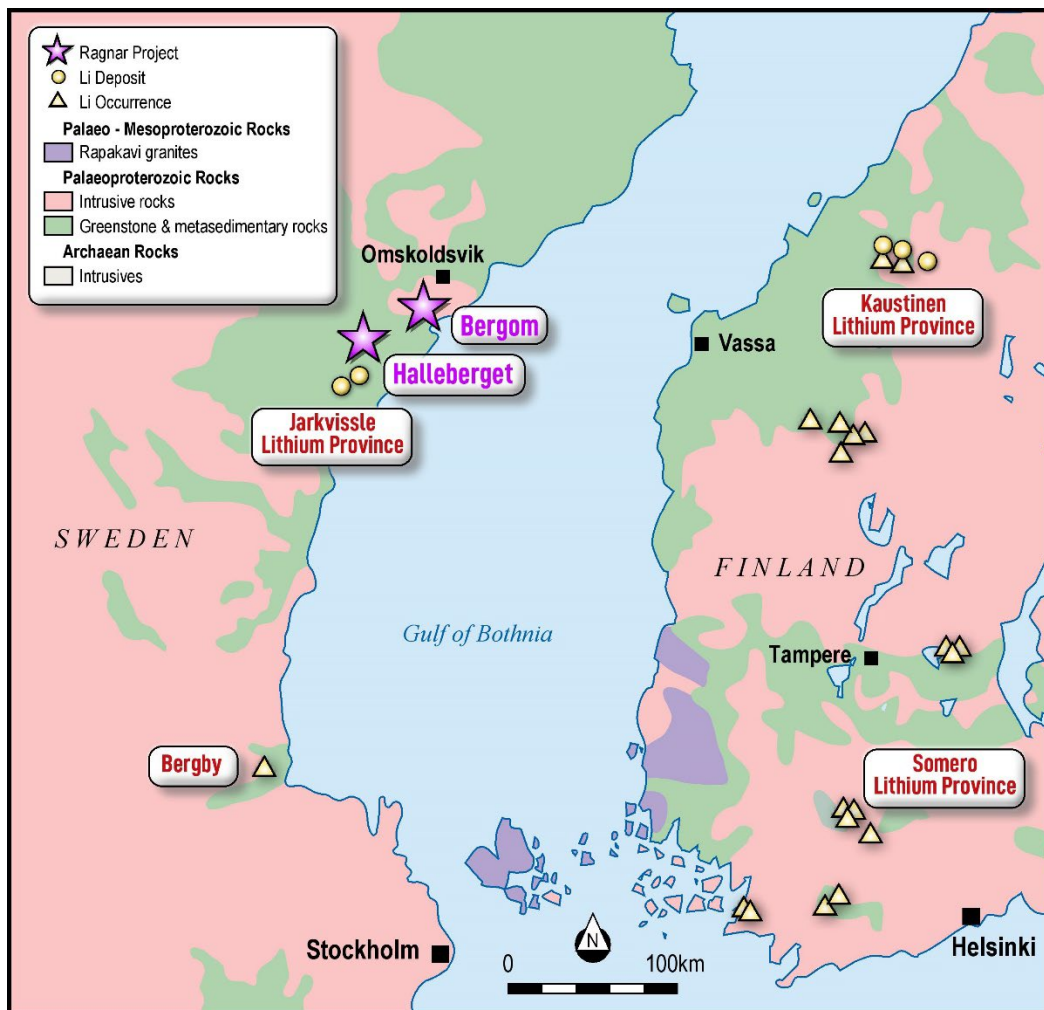 Ragnar Project
Li Deposit
Li Occurrence
Palaeo - Mesoproterozoic Rocks
Rapakavi granites
Palaeoproterozoic Rocks
Intrusive rocks
Greenstone & metasedimentary rocks
Archaean Rocks
Intrusives
Omskoldsvik
Bergom
Halleberget
Jarkvissle
Lithium Province
Kaustinen
Lithium Province
Vassa
SWEDEN
FINLAND
Gulf of Bothnia
Tampere
Bergby
Somero
Lithium Province
Stockholm
N
0 100km
Helsinki